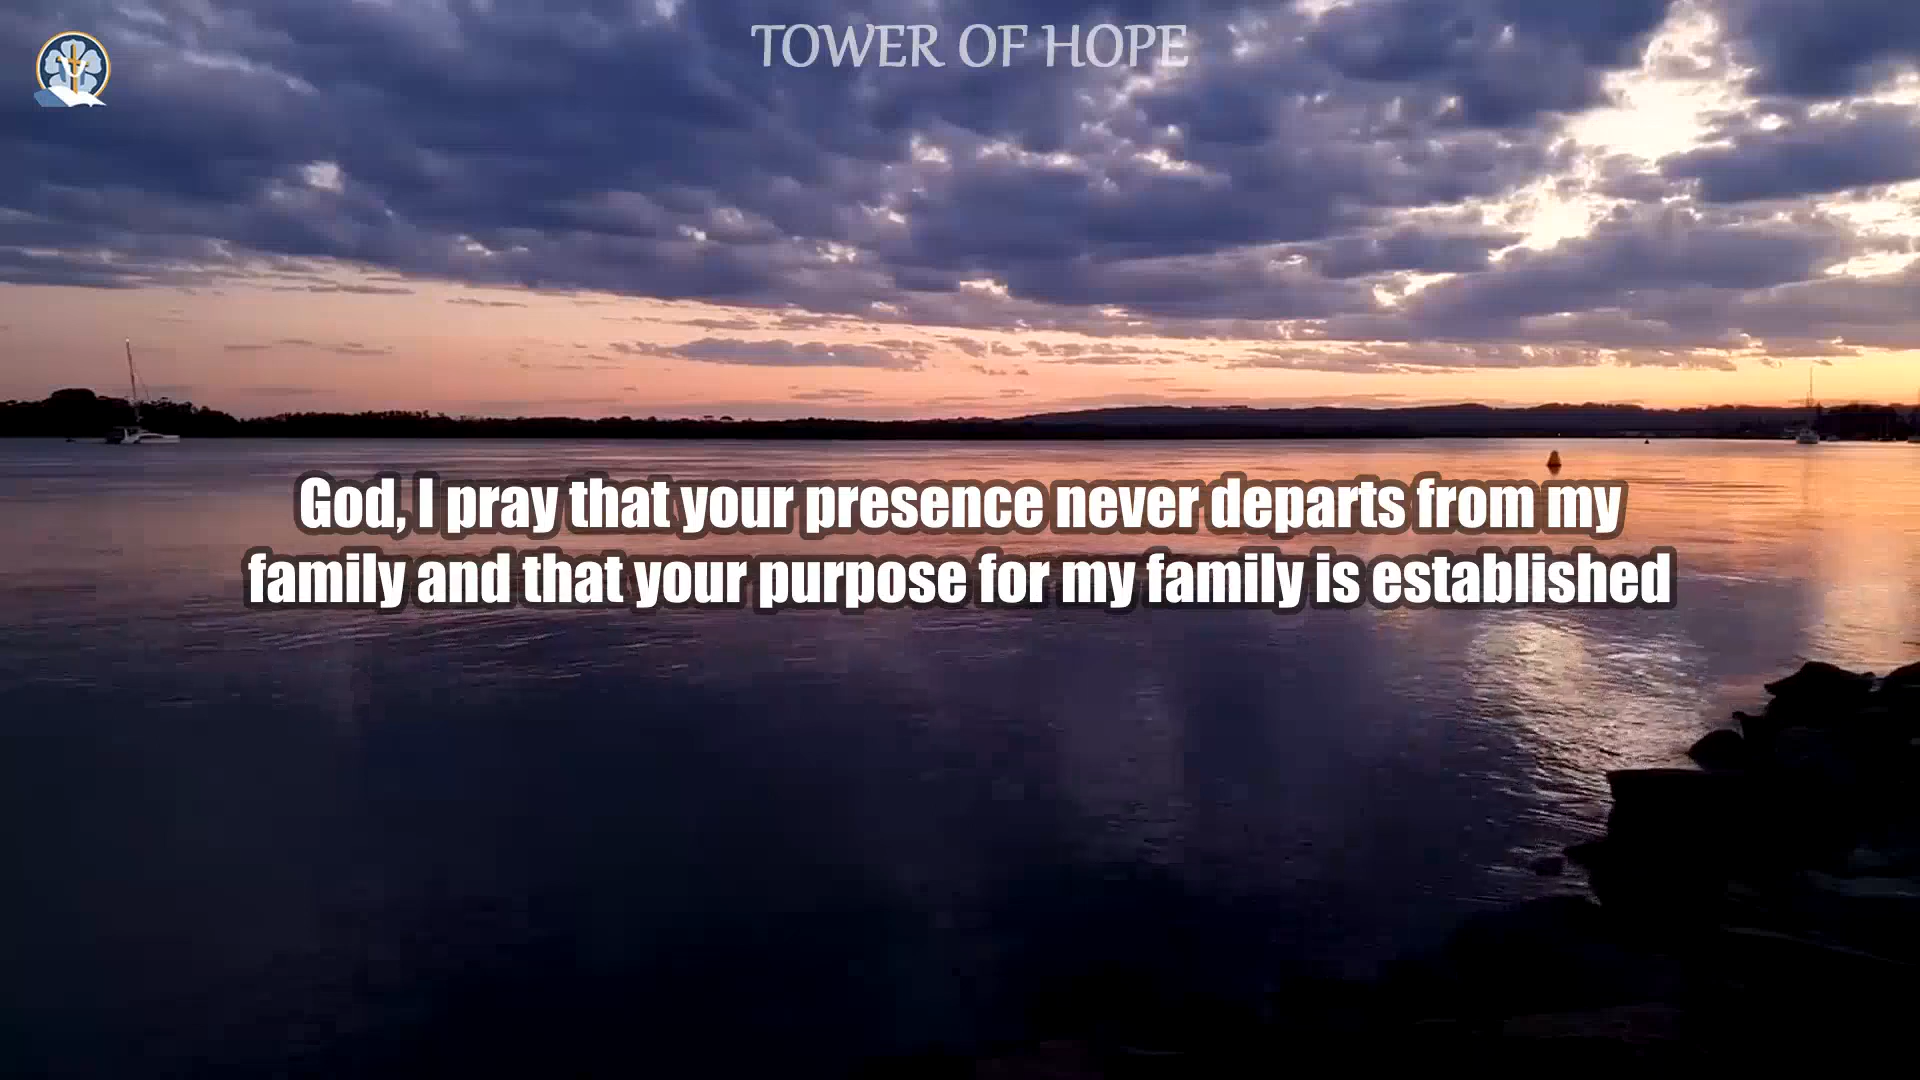 TOWER OF HOPE
God, I pray that your presence never departs from my
family and that your purpose for my family is established